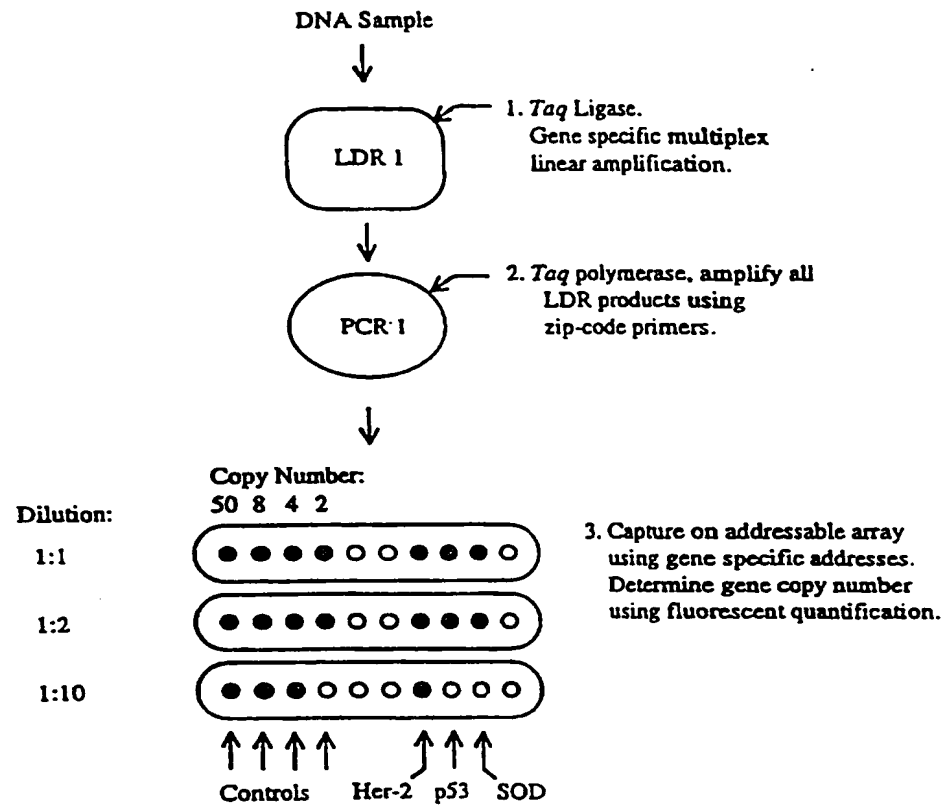 DNA Sample
1. Taq Ligase.
Gene specific multiplex
linear amplification.
LDR 1
2. Taq polymerase, amplify all
LDR products using
zip-code primers.
PCR 1
Copy Number:
50 8 4 2
Dilution:
1:1
1:2
1:10
3. Capture on addressable array
using gene specific addresses.
Determine gene copy number
using fluorescent quantification.
Controls Her-2 p53 SOD